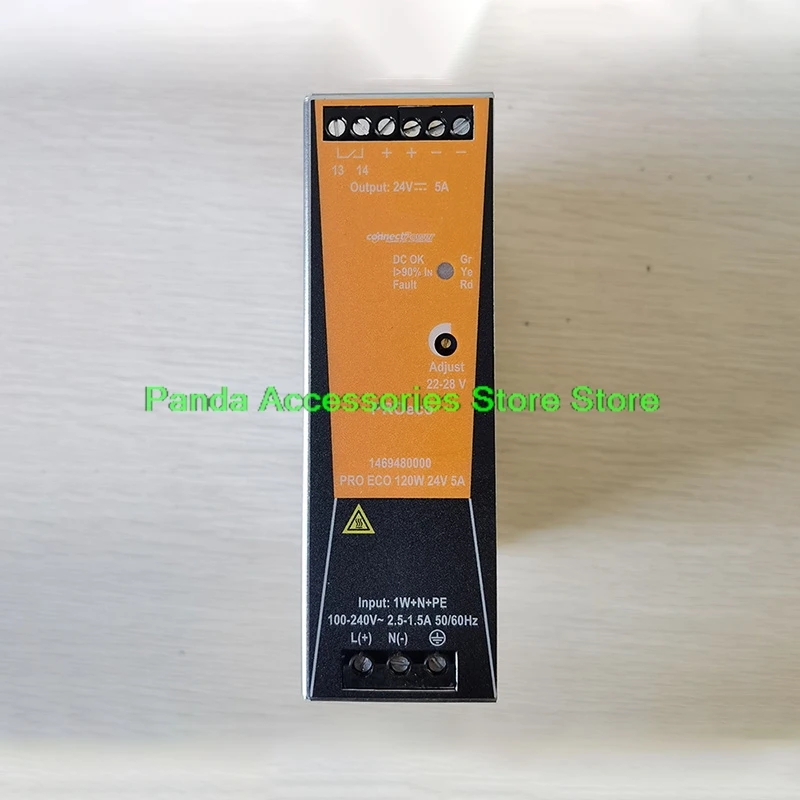 13 14
Output: 24V⎓ 5A
connectPower
DC OK Gr
I>90% IN Ye
Fault Rd
Adjust
22-28 V
Panda Accessories Store Store
PROeco
1469480000
PRO ECO 120W 24V 5A
Input: 1W+N+PE
100-240V~ 2.5-1.5A 50/60Hz
L(+) N(-)